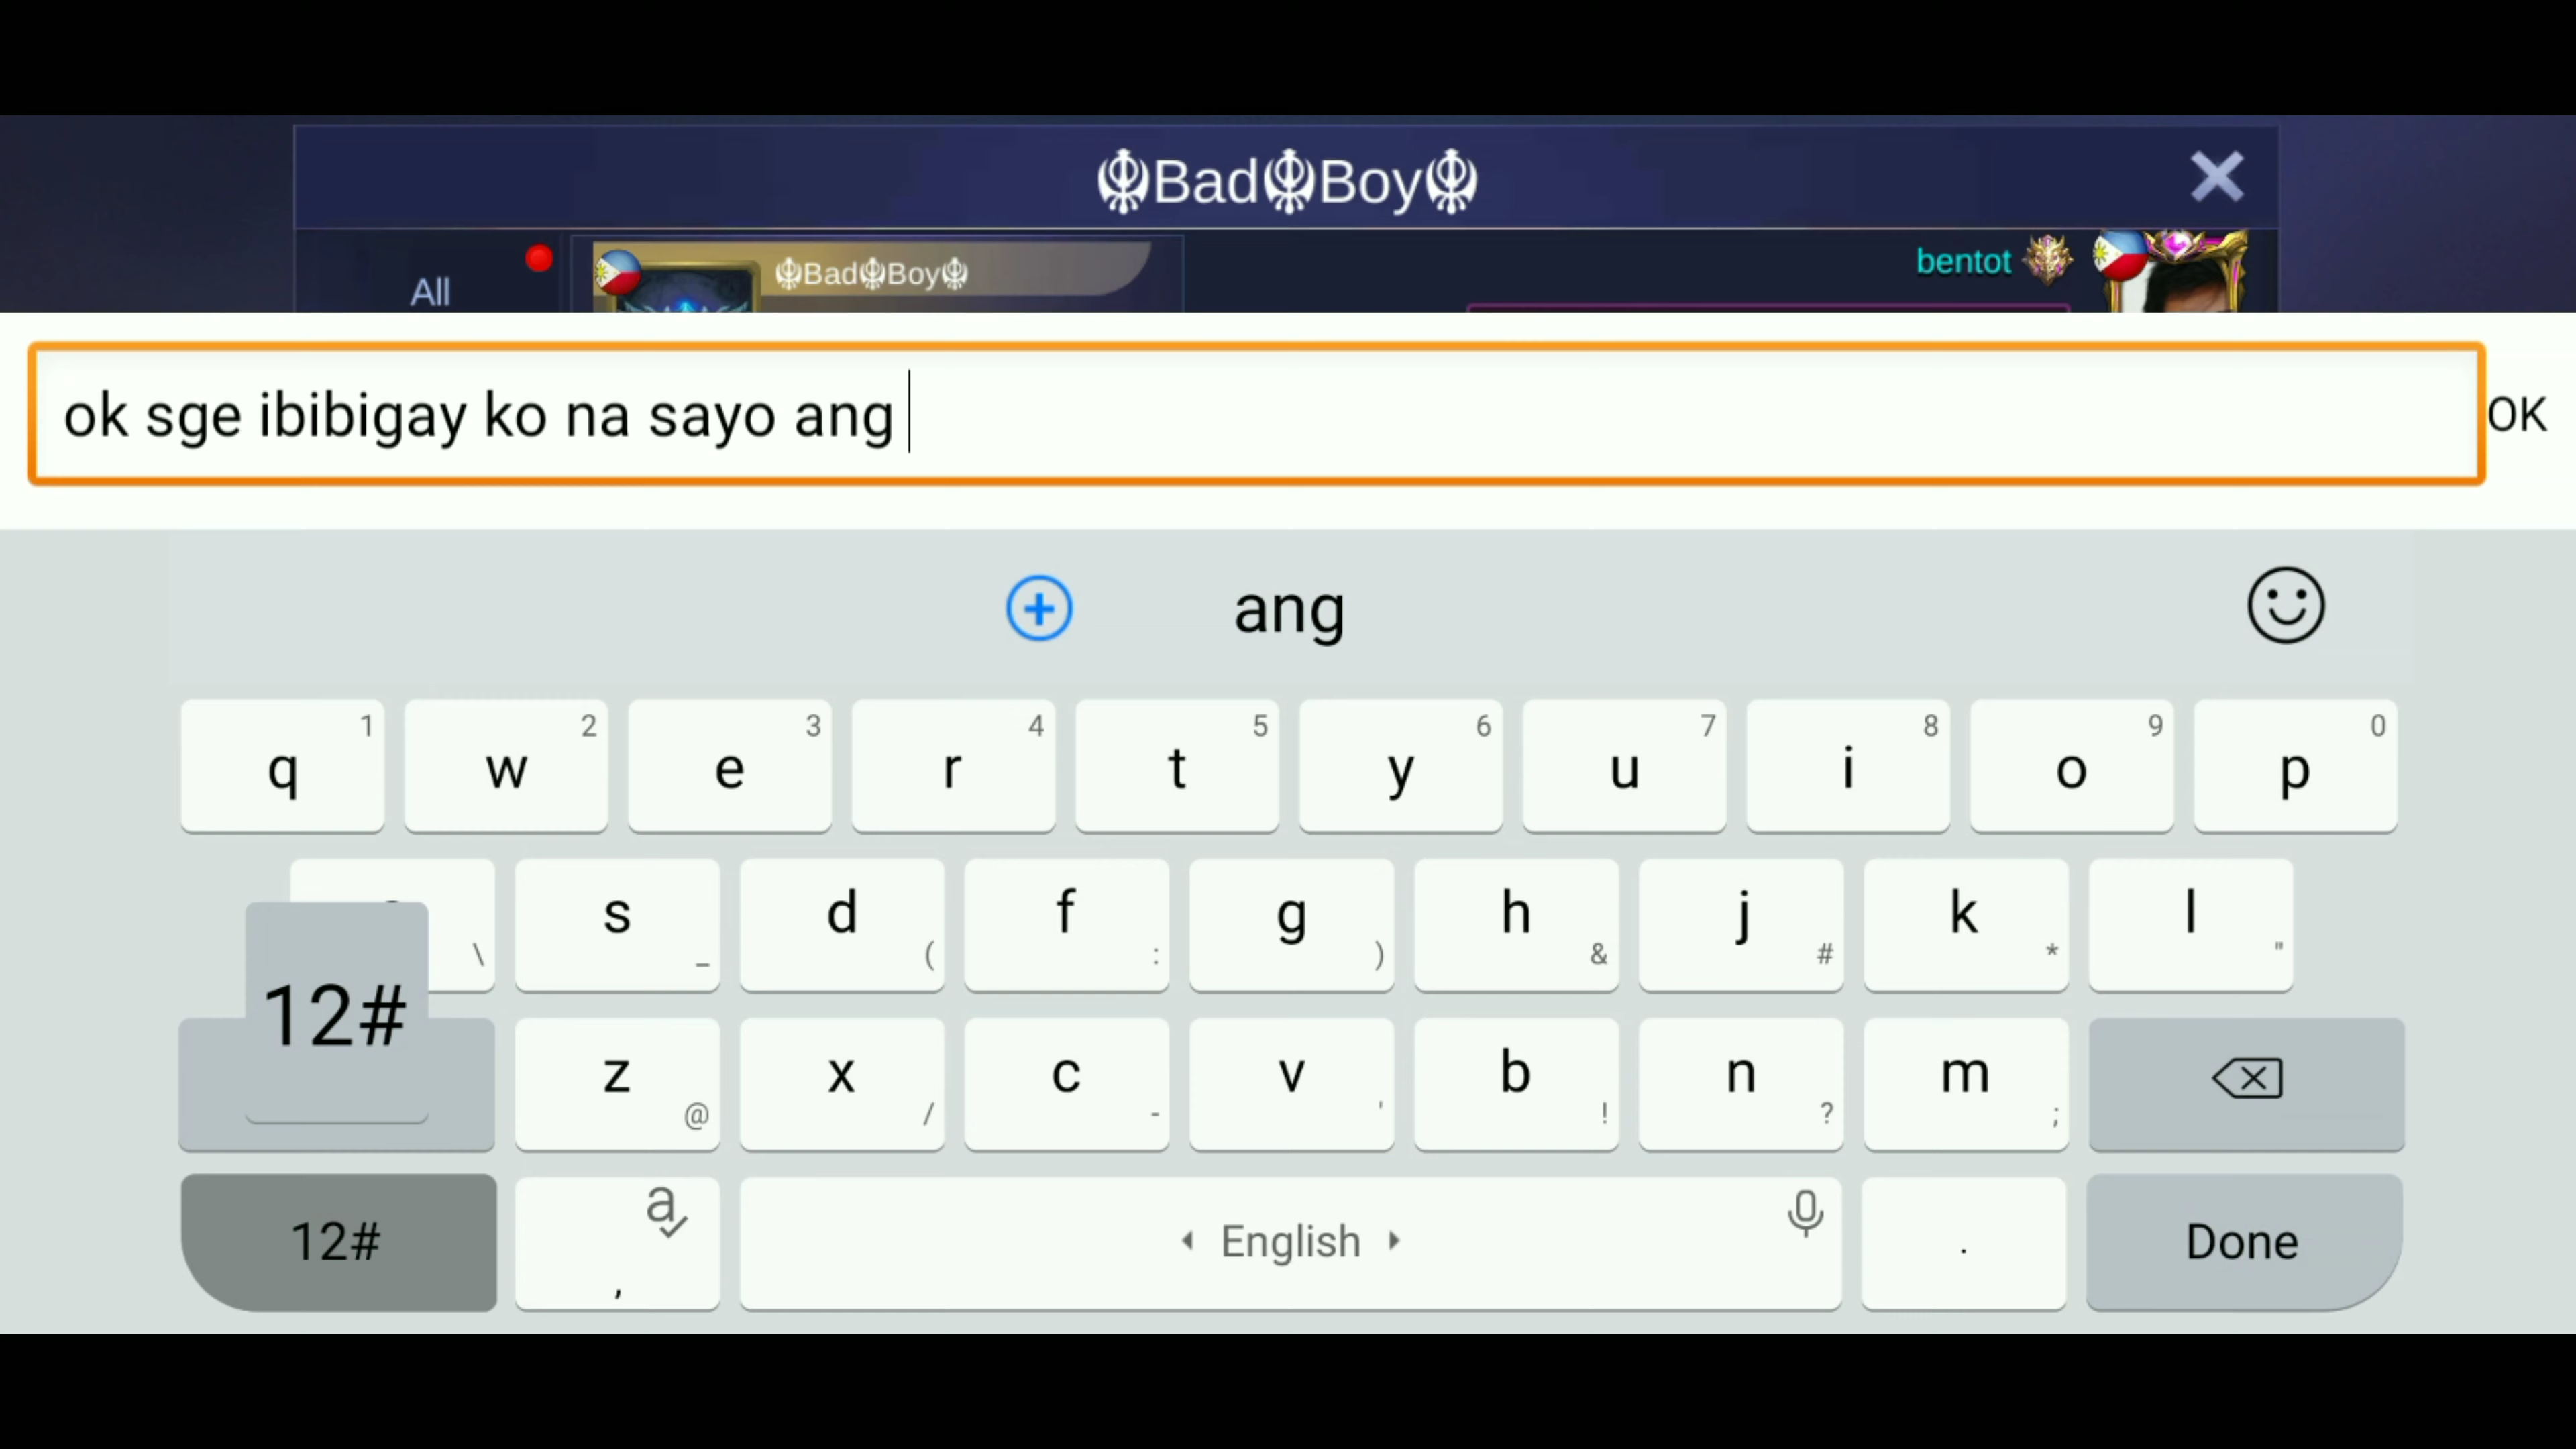 ☬Bad☬Boy☬
All
☬Bad☬Boy☬
bentot
ok sge ibibigay ko na sayo ang
OK
ang
q 1 w 2 e 3 r 4 t 5 y 6 u 7 i 8 o 9 p 0
\ s _ d ( f : g ) h & j # k * l "
12#
z @ x / c - v ' b ! n ? m ;
12# , a English . Done